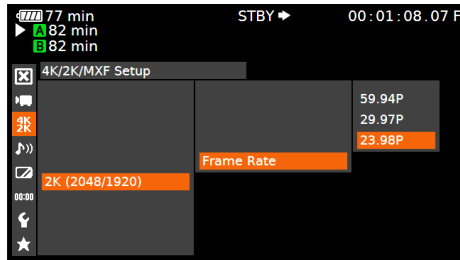 77 min STBY 00:01:08.07 F
A 82 min
B 82 min
4K/2K/MXF Setup
4K
2K
59.94P
29.97P
23.98P
Frame Rate
2K (2048/1920)
00:00